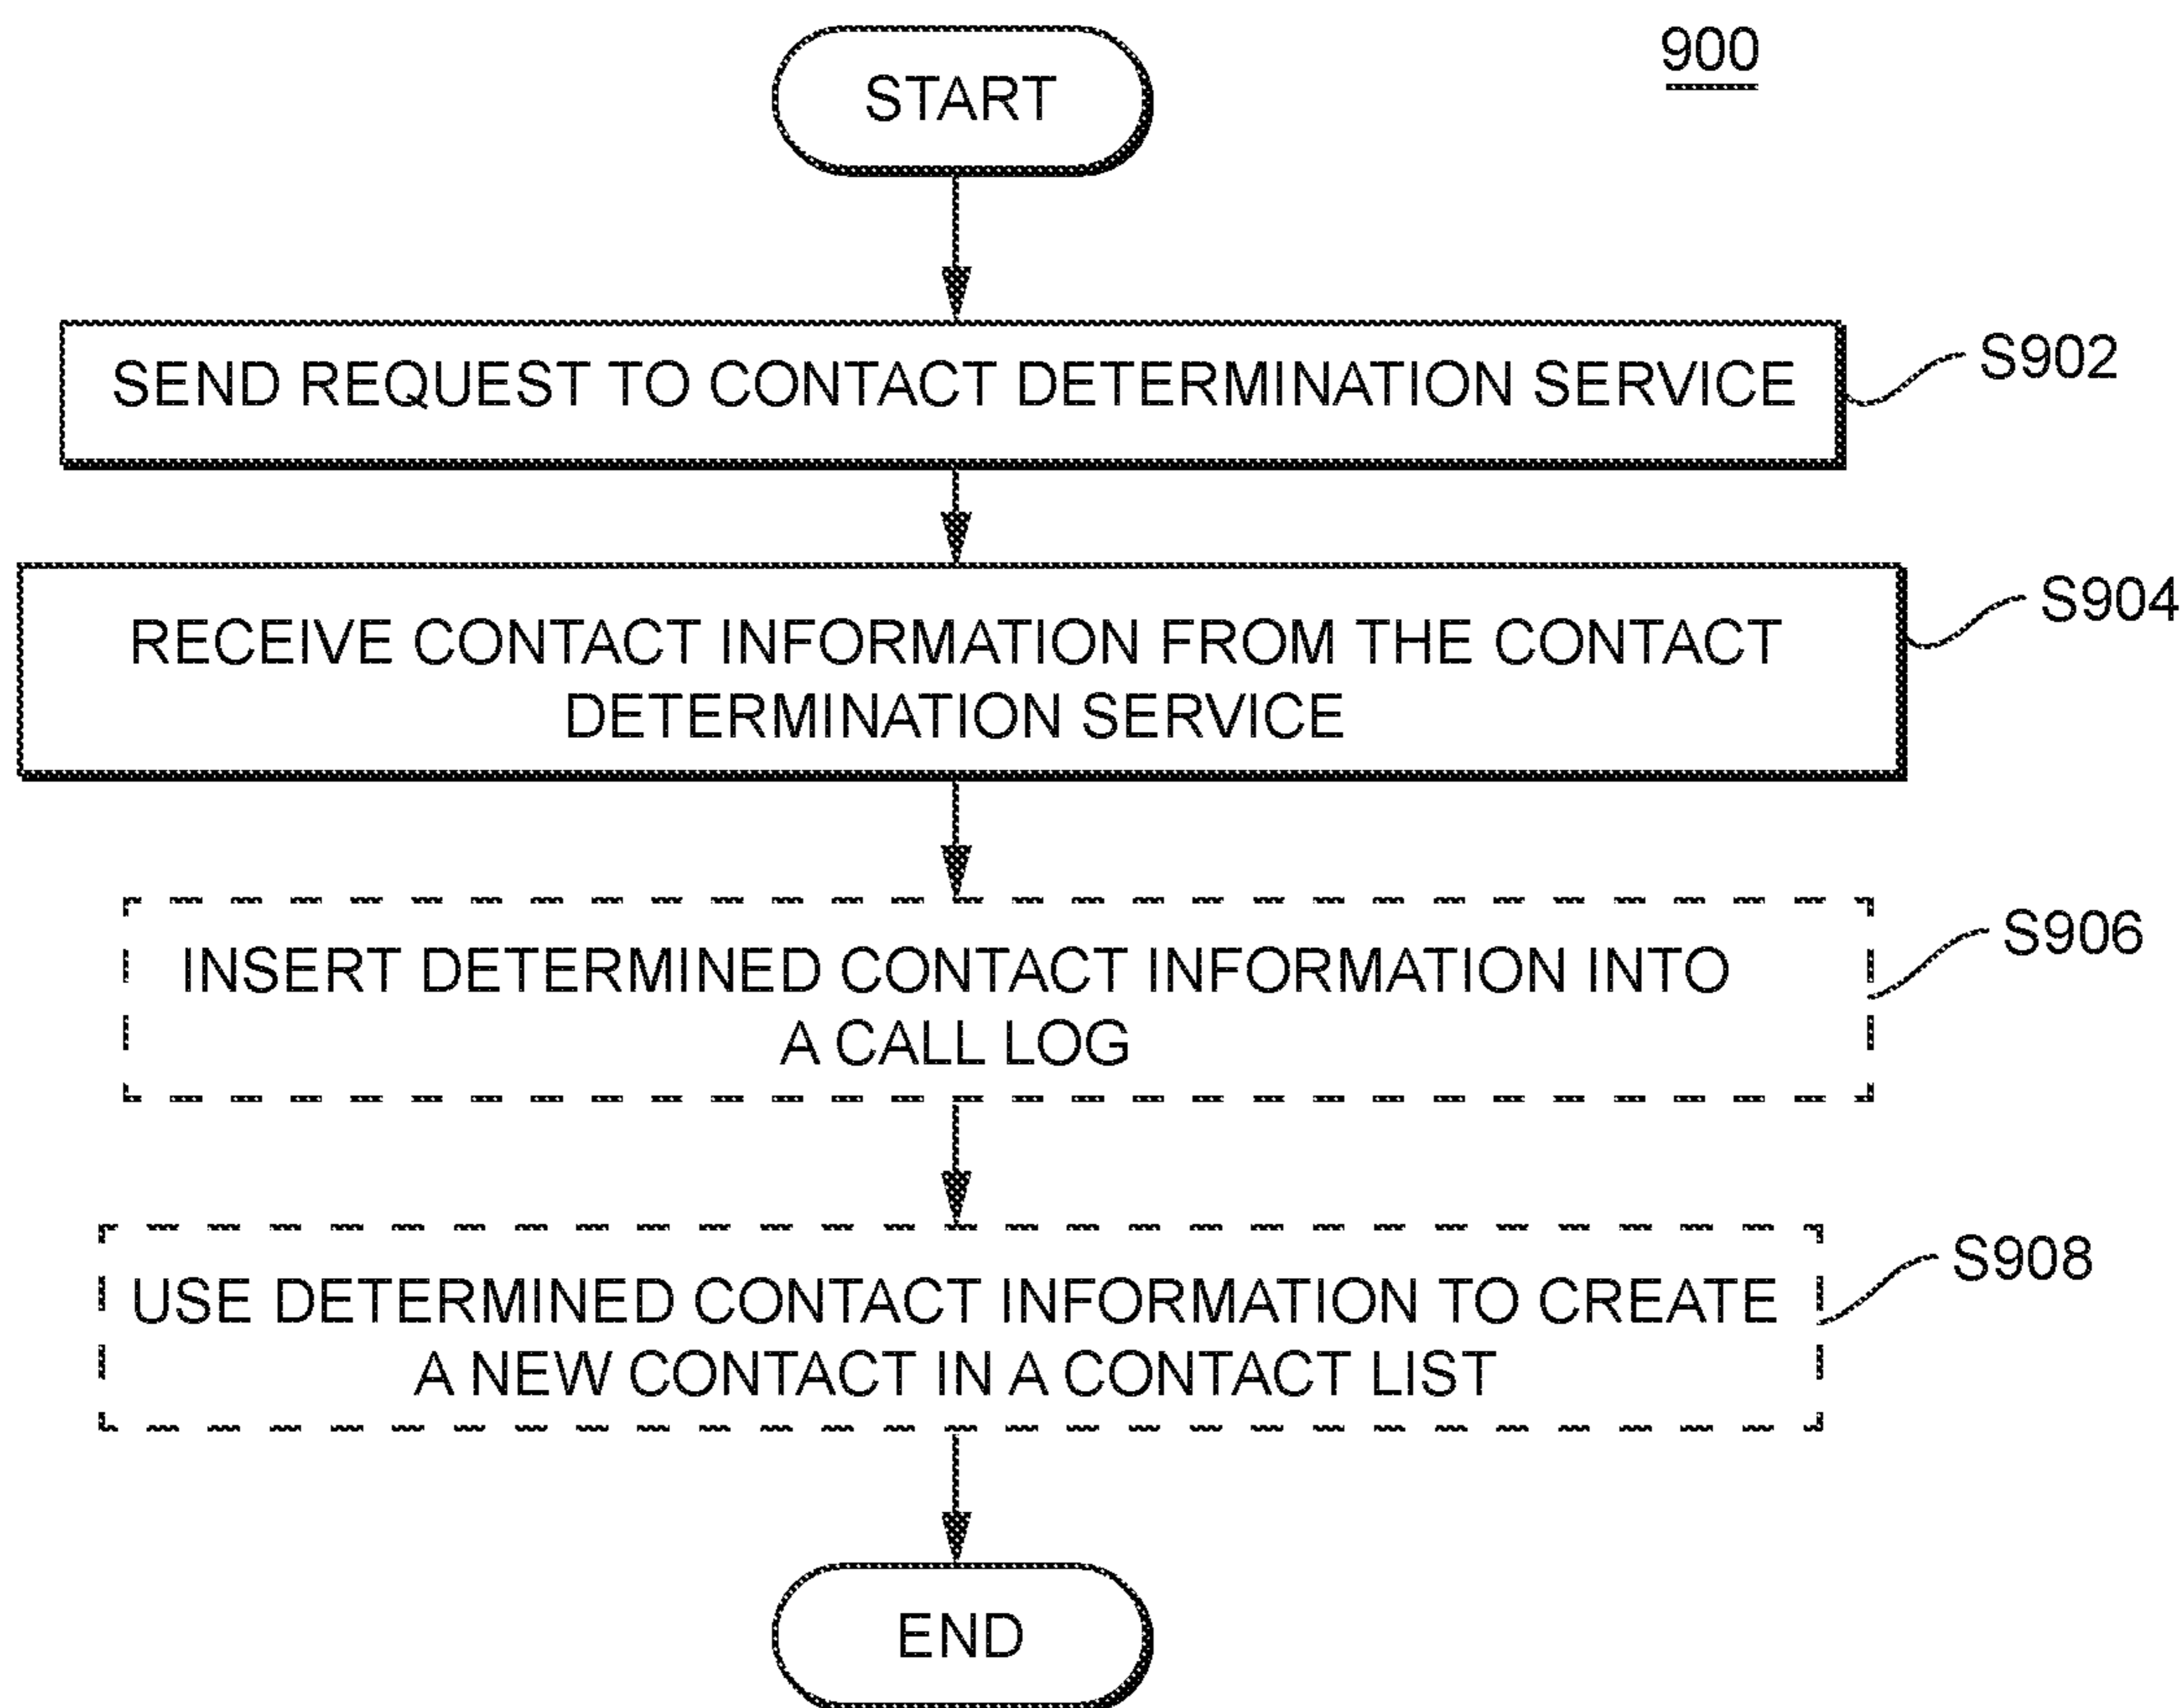 900
START
SEND REQUEST TO CONTACT DETERMINATION SERVICE
S902
RECEIVE CONTACT INFORMATION FROM THE CONTACT
DETERMINATION SERVICE
S904
INSERT DETERMINED CONTACT INFORMATION INTO
A CALL LOG
S906
USE DETERMINED CONTACT INFORMATION TO CREATE
A NEW CONTACT IN A CONTACT LIST
S908
END